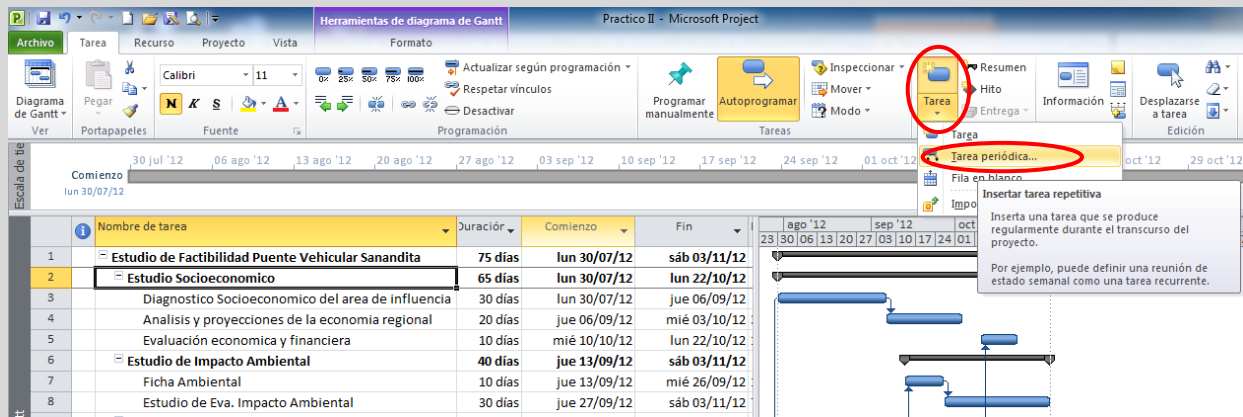 Herramientas de diagrama de Gantt Practico II - Microsoft Project
Archivo Tarea Recurso Proyecto Vista Formato
Calibri 11
0% 25% 50% 75% 100%
N K S A
Diagrama de Gantt
Pegar
Actualizar según programación
Respetar vínculos
Desactivar
Programar manualmente
Autoprogramar
Inspeccionar
Mover
Modo
Tarea
Resumen
Hito
Entrega
Información
Desplazarse a tarea
Ver Portapapeles Fuente Programación Tareas Edición
Tarea
Tarea periódica...
Fila en blanco
Impo
Insertar tarea repetitiva
Inserta una tarea que se produce
regularmente durante el transcurso del
proyecto.
Por ejemplo, puede definir una reunión de
estado semanal como una tarea recurrente.
Escala de tie
30 jul '12 06 ago '12 13 ago '12 20 ago '12 27 ago '12 03 sep '12 10 sep '12 17 sep '12 24 sep '12 01 oct '12 oct '12 29 oct '12
Comienzo
lun 30/07/12
Nombre de tarea Duración Comienzo Fin
ago '12 sep '12 oct
23 30 06 13 20 27 03 10 17 24 01
1 Estudio de Factibilidad Puente Vehicular Sanandita 75 días lun 30/07/12 sáb 03/11/12
2 Estudio Socioeconomico 65 días lun 30/07/12 lun 22/10/12
3 Diagnostico Socioeconomico del area de influencia 30 días lun 30/07/12 jue 06/09/12
4 Analisis y proyecciones de la economia regional 20 días jue 06/09/12 mié 03/10/12
5 Evaluación economica y financiera 10 días mié 10/10/12 lun 22/10/12
6 Estudio de Impacto Ambiental 40 días jue 13/09/12 sáb 03/11/12
7 Ficha Ambiental 10 días jue 13/09/12 mié 26/09/12
8 Estudio de Eva. Impacto Ambiental 30 días jue 27/09/12 sáb 03/11/12